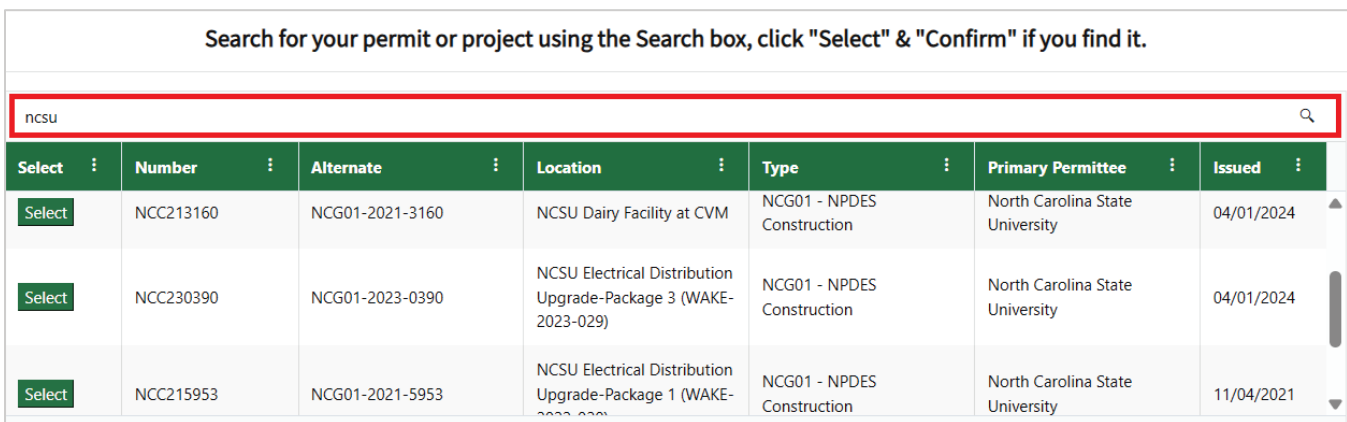 Search for your permit or project using the Search box, click "Select" & "Confirm" if you find it.
ncsu
Select Number Alternate Location Type Primary Permittee Issued
Select NCC213160 NCG01-2021-3160 NCSU Dairy Facility at CVM NCG01 - NPDES Construction North Carolina State University 04/01/2024
Select NCC230390 NCG01-2023-0390 NCSU Electrical Distribution Upgrade-Package 3 (WAKE-2023-029) NCG01 - NPDES Construction North Carolina State University 04/01/2024
Select NCC215953 NCG01-2021-5953 NCSU Electrical Distribution Upgrade-Package 1 (WAKE- NCG01 - NPDES Construction North Carolina State University 11/04/2021